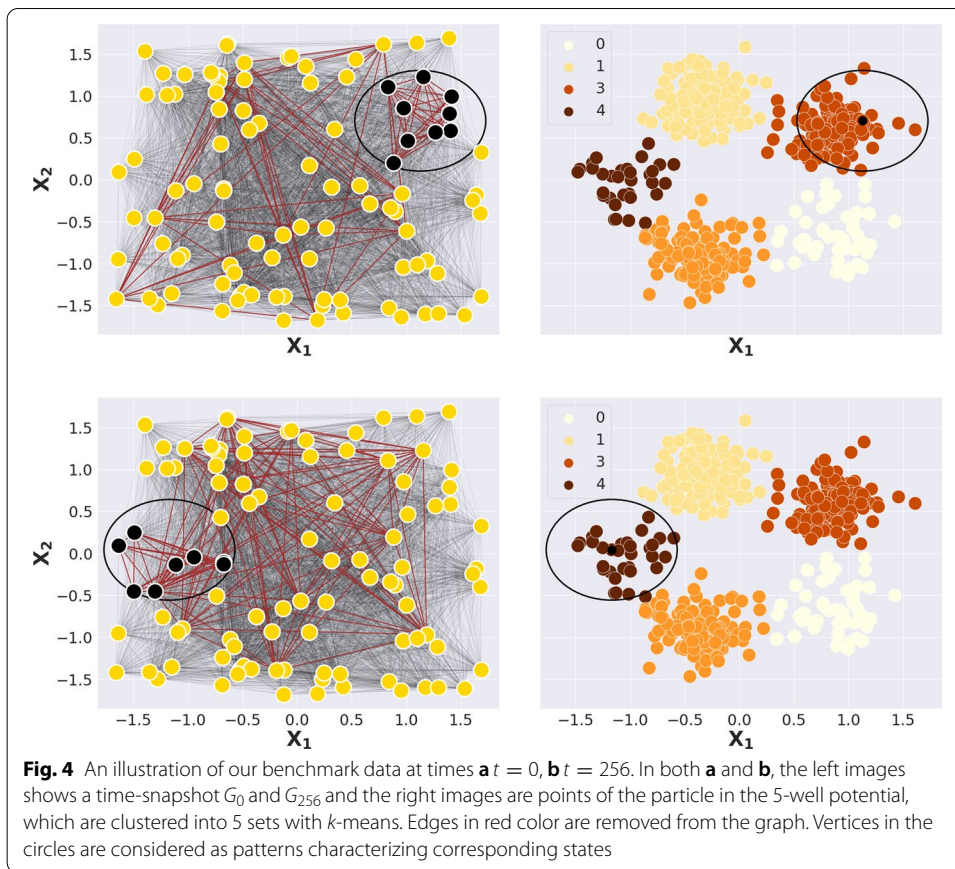 1.5
1.0
0.5
0.0
−0.5
−1.0
−1.5
X2
X1
0
1
3
4
X1
1.5
1.0
0.5
0.0
−0.5
−1.0
−1.5
X2
−1.5 −1.0 −0.5 0.0 0.5 1.0 1.5
X1
0
1
3
4
−1.5 −1.0 −0.5 0.0 0.5 1.0 1.5
X1
Fig. 4 An illustration of our benchmark data at times a t = 0, b t = 256. In both a and b, the left images
shows a time-snapshot G0 and G256 and the right images are points of the particle in the 5-well potential,
which are clustered into 5 sets with k-means. Edges in red color are removed from the graph. Vertices in the
circles are considered as patterns characterizing corresponding states